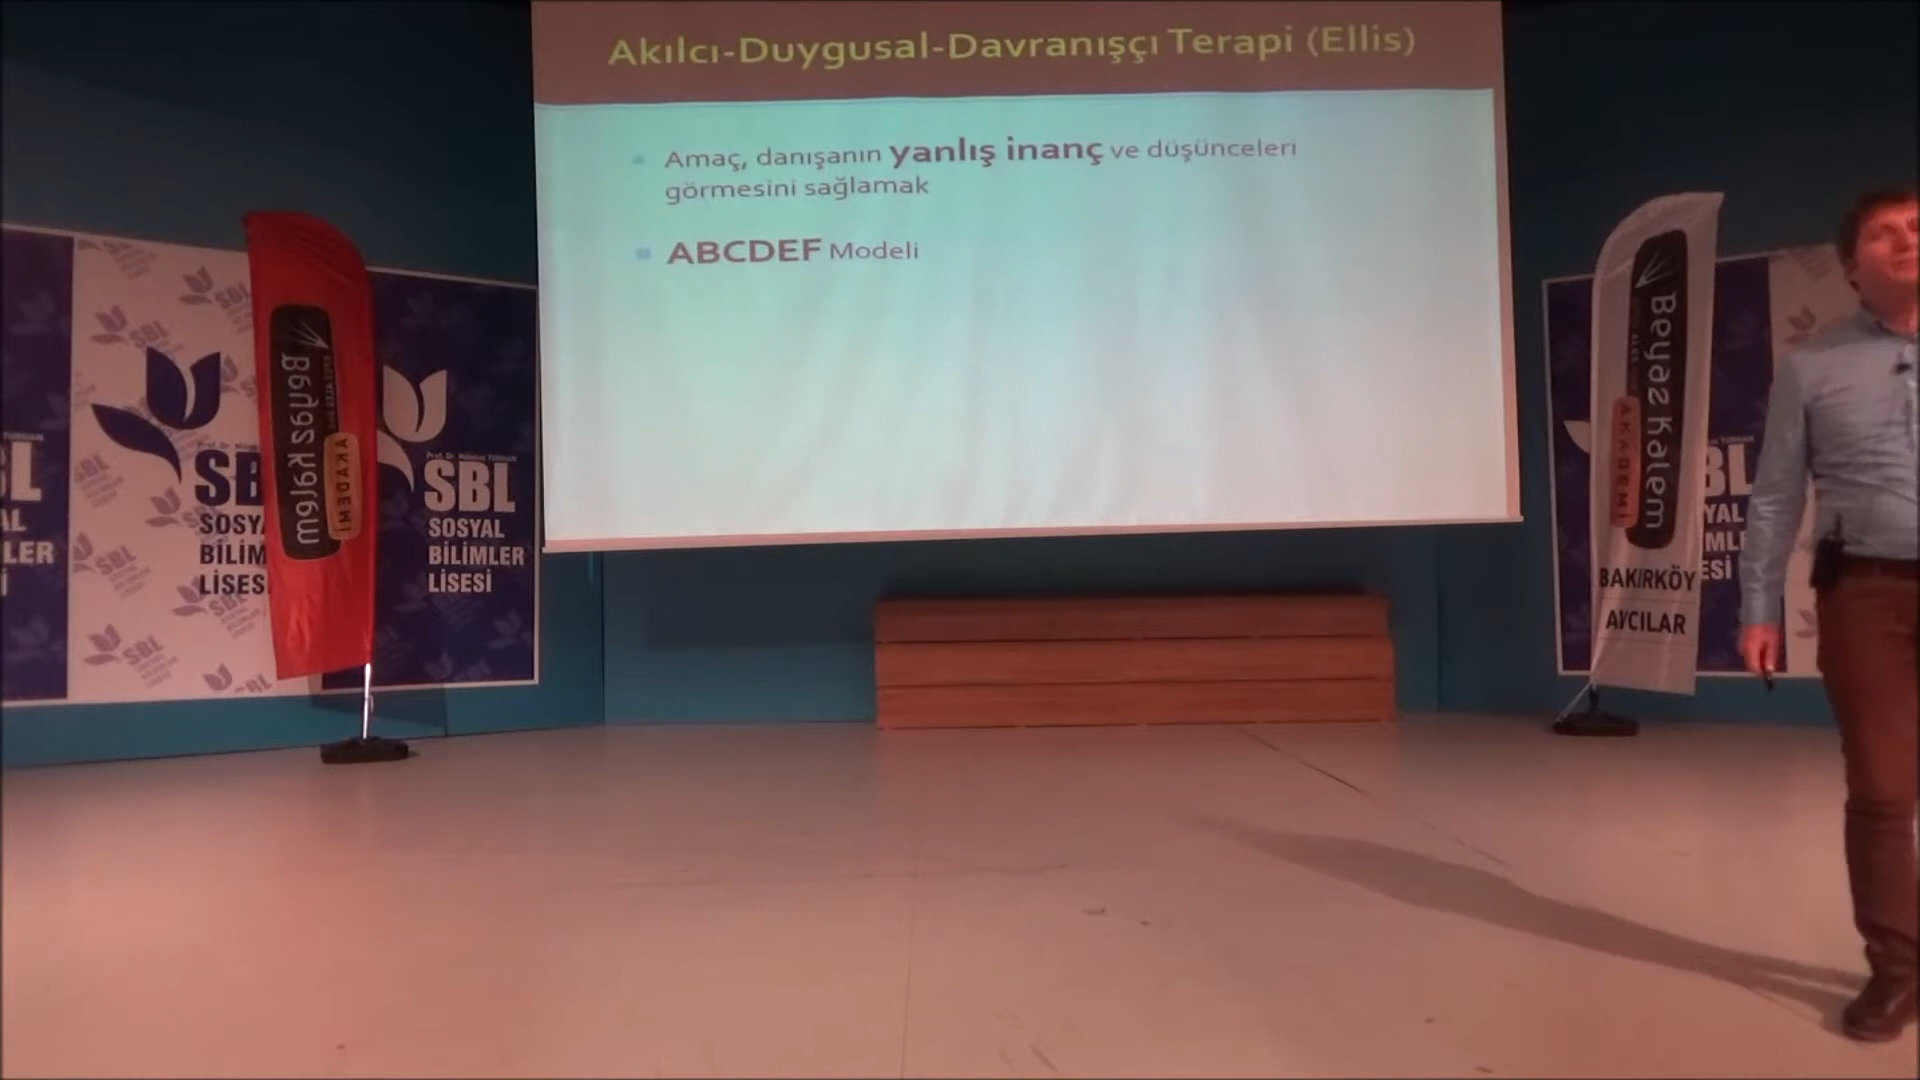 Akılcı-Duygusal-Davranışçı Terapi (Ellis)
Amaç, danışanın yanlış inanç ve düşünceleri
görmesini sağlamak
ABCDEF Modeli
SBL
SOSYAL
BİLİMLER
LİSESİ
Beyaz Kalem
AKADEMİ
SBL
SOSYAL
BİLİMLER
LİSESİ
Beyaz Kalem
AKADEMİ
BAKIRKÖY
AVCILAR